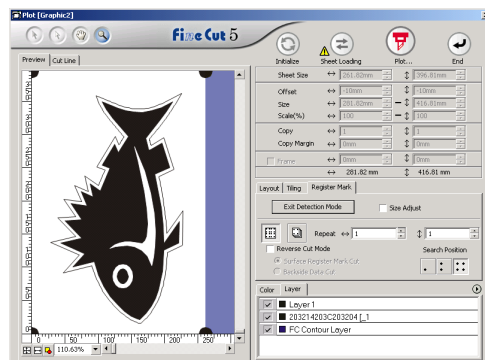 Plot [Graphic2]
Fine Cut 5
Initialize
Sheet Loading
Plot...
End
Preview
Cut Line
Sheet Size 261.82mm 396.81mm
Offset -10mm -10mm
Size 281.82mm 416.81mm
Scale(%) 100 100
Copy 1 1
Copy Margin 0mm 0mm
Frame 0mm 0mm
281.82 mm 416.81 mm
Layout Tiling Register Mark
Exit Detection Mode
Size Adjust
Repeat 1 1
Reverse Cut Mode
Search Position
Surface Register Mark Cut
Backside Data Cut
Color Layer
Layer 1
203214203C203204 [_1
FC Contour Layer
0 50 100 150 200 250
110.63%